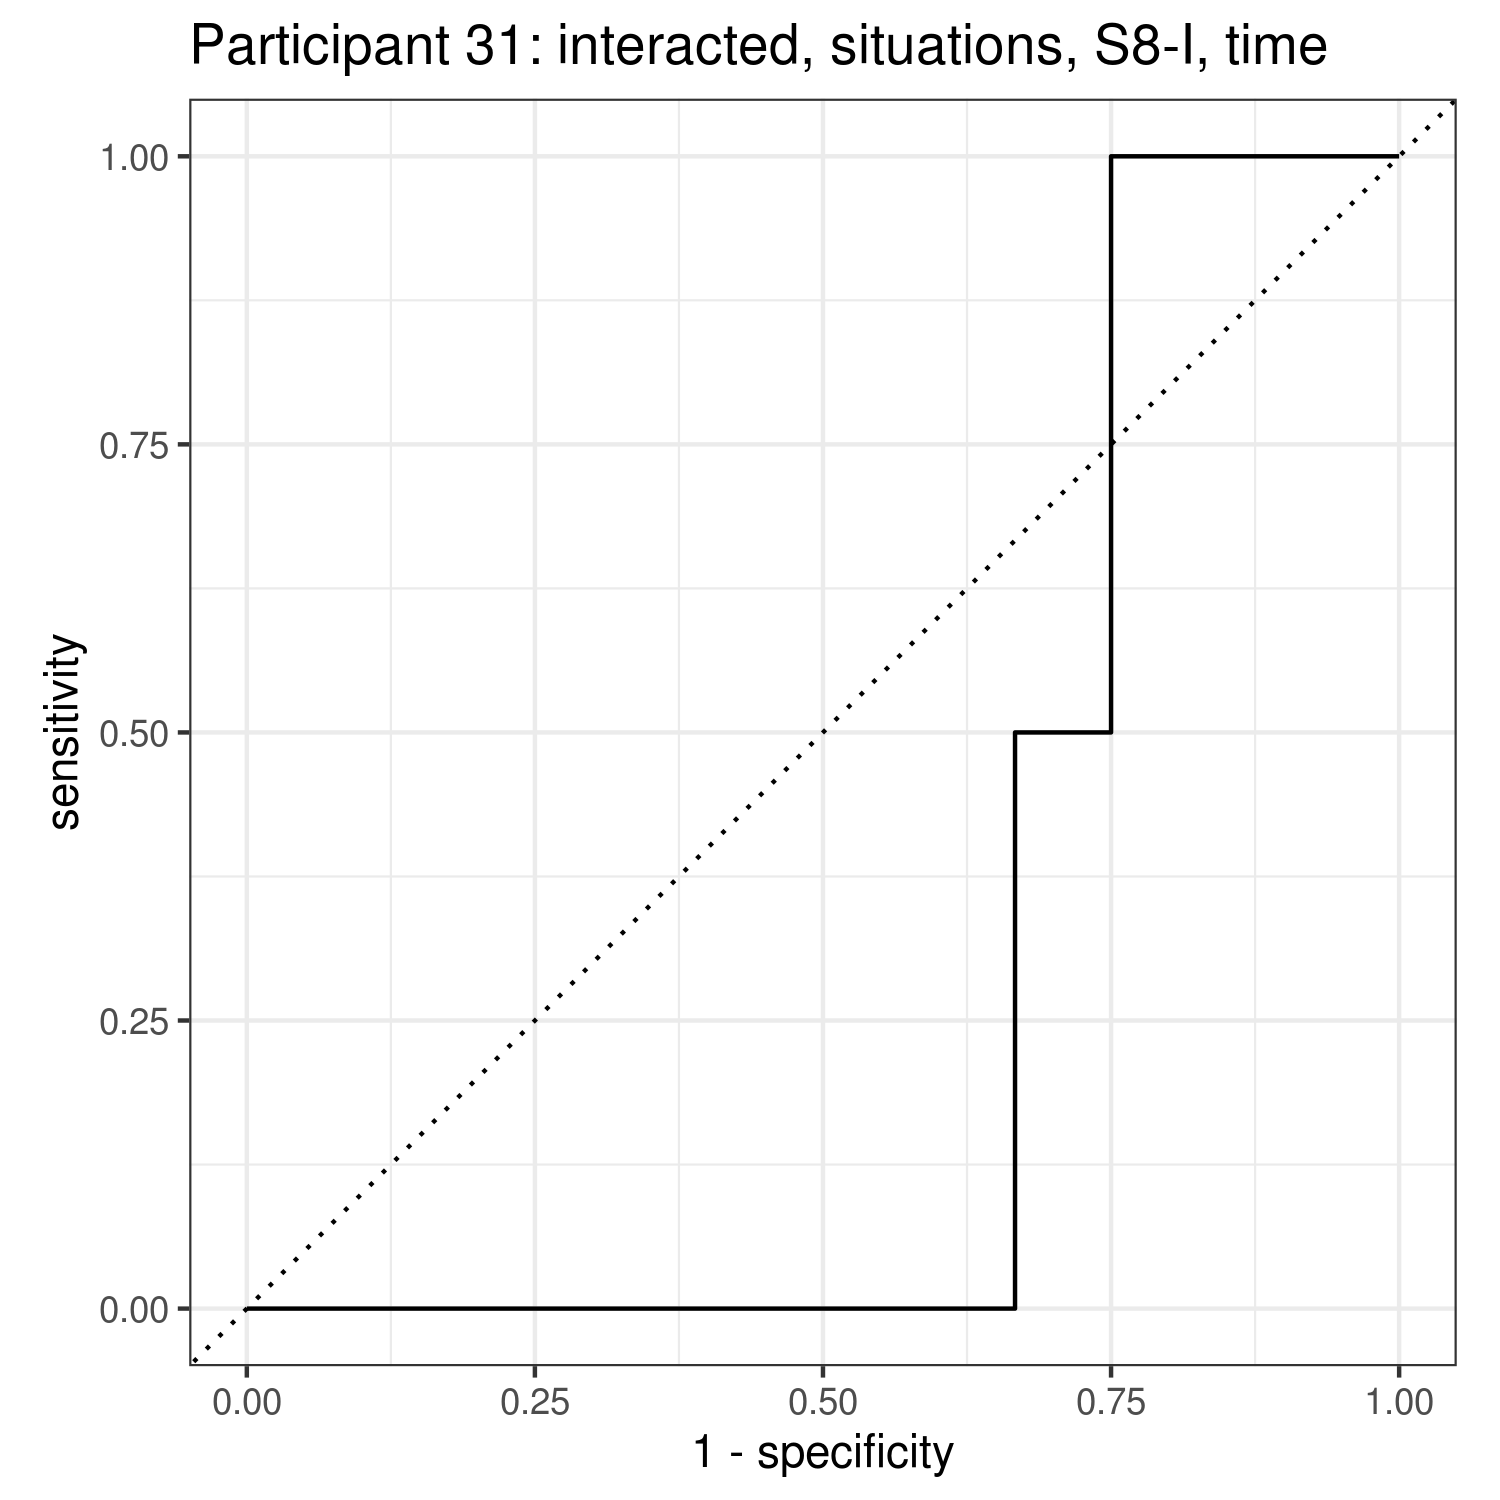 Participant 31: interacted, situations, S8-I, time
1.00
0.75
0.50
0.25
0.00
sensitivity
0.00 0.25 0.50 0.75 1.00
1 - specificity